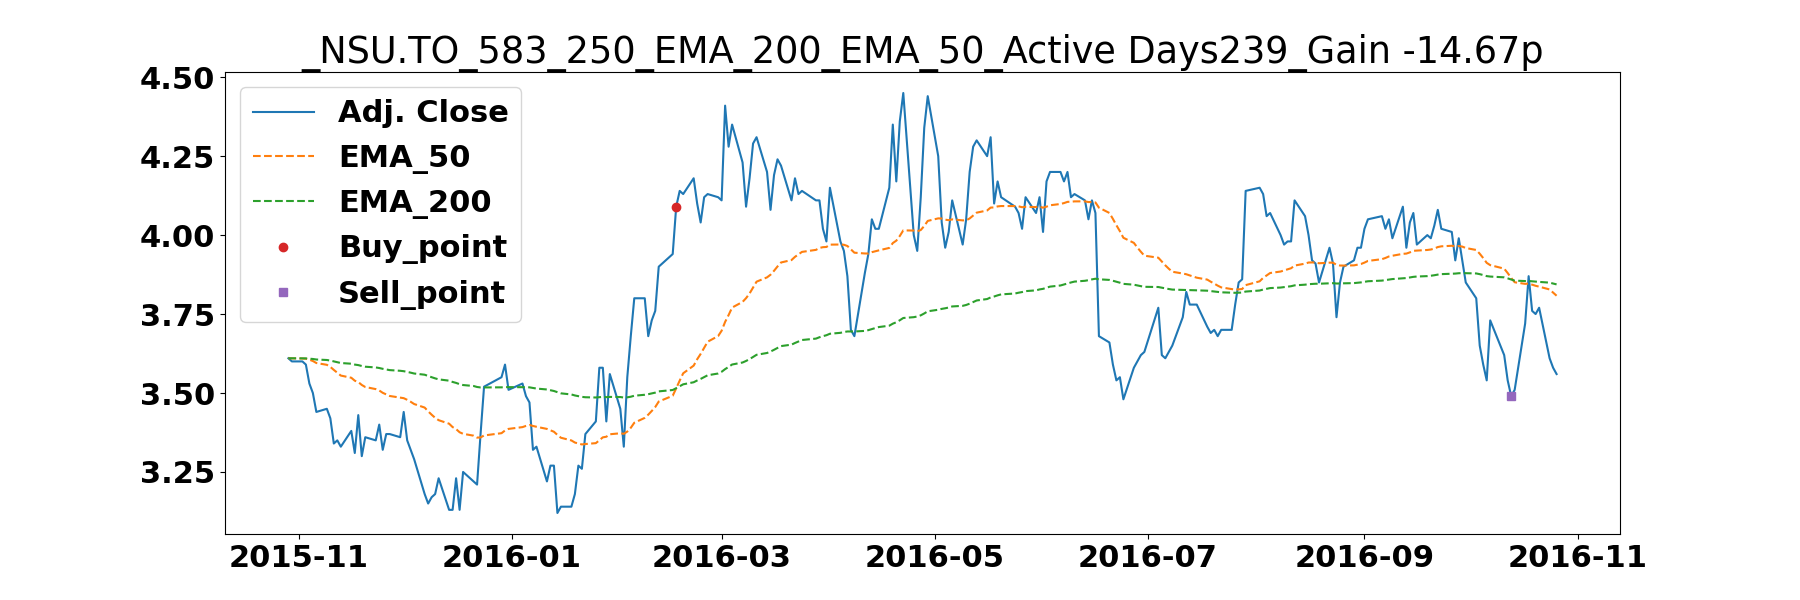 _NSU.TO_583_250_EMA_200_EMA_50_Active Days239_Gain -14.67p
4.50
4.25
4.00
3.75
3.50
3.25
Adj. Close
EMA_50
EMA_200
Buy_point
Sell_point
2015-11 2016-01 2016-03 2016-05 2016-07 2016-09 2016-11